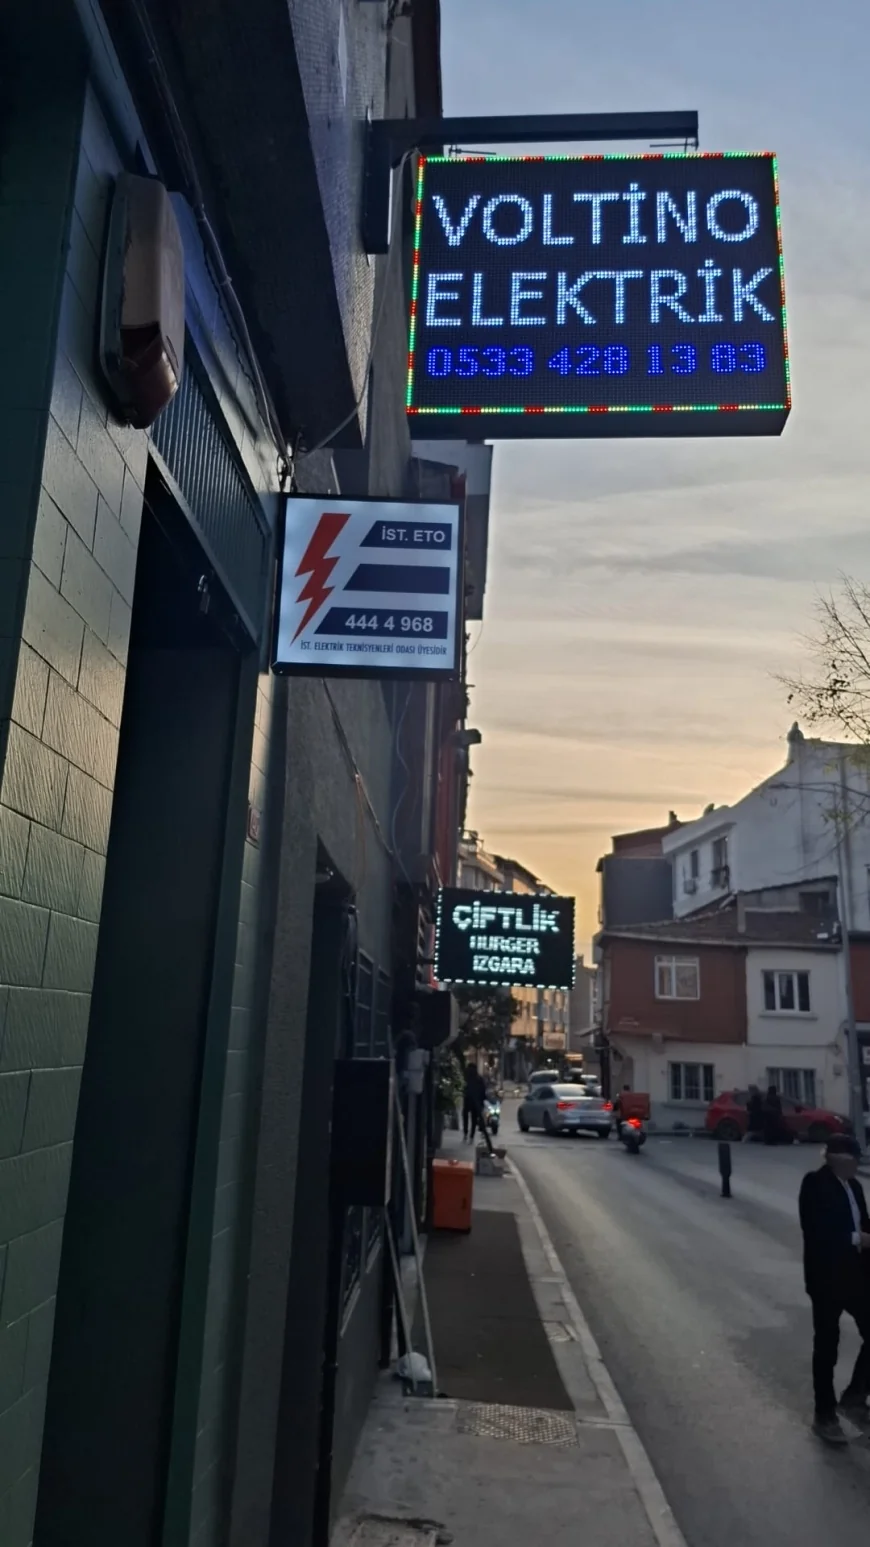 VOLTİNO
ELEKTRİK
0533 428 13 83
İST. ETO
444 4 968
İST. ELEKTRİK TEKNİSYENLERİ ODASI ÜYESİDİR
ÇİFTLİK
BURGER
IZGARA